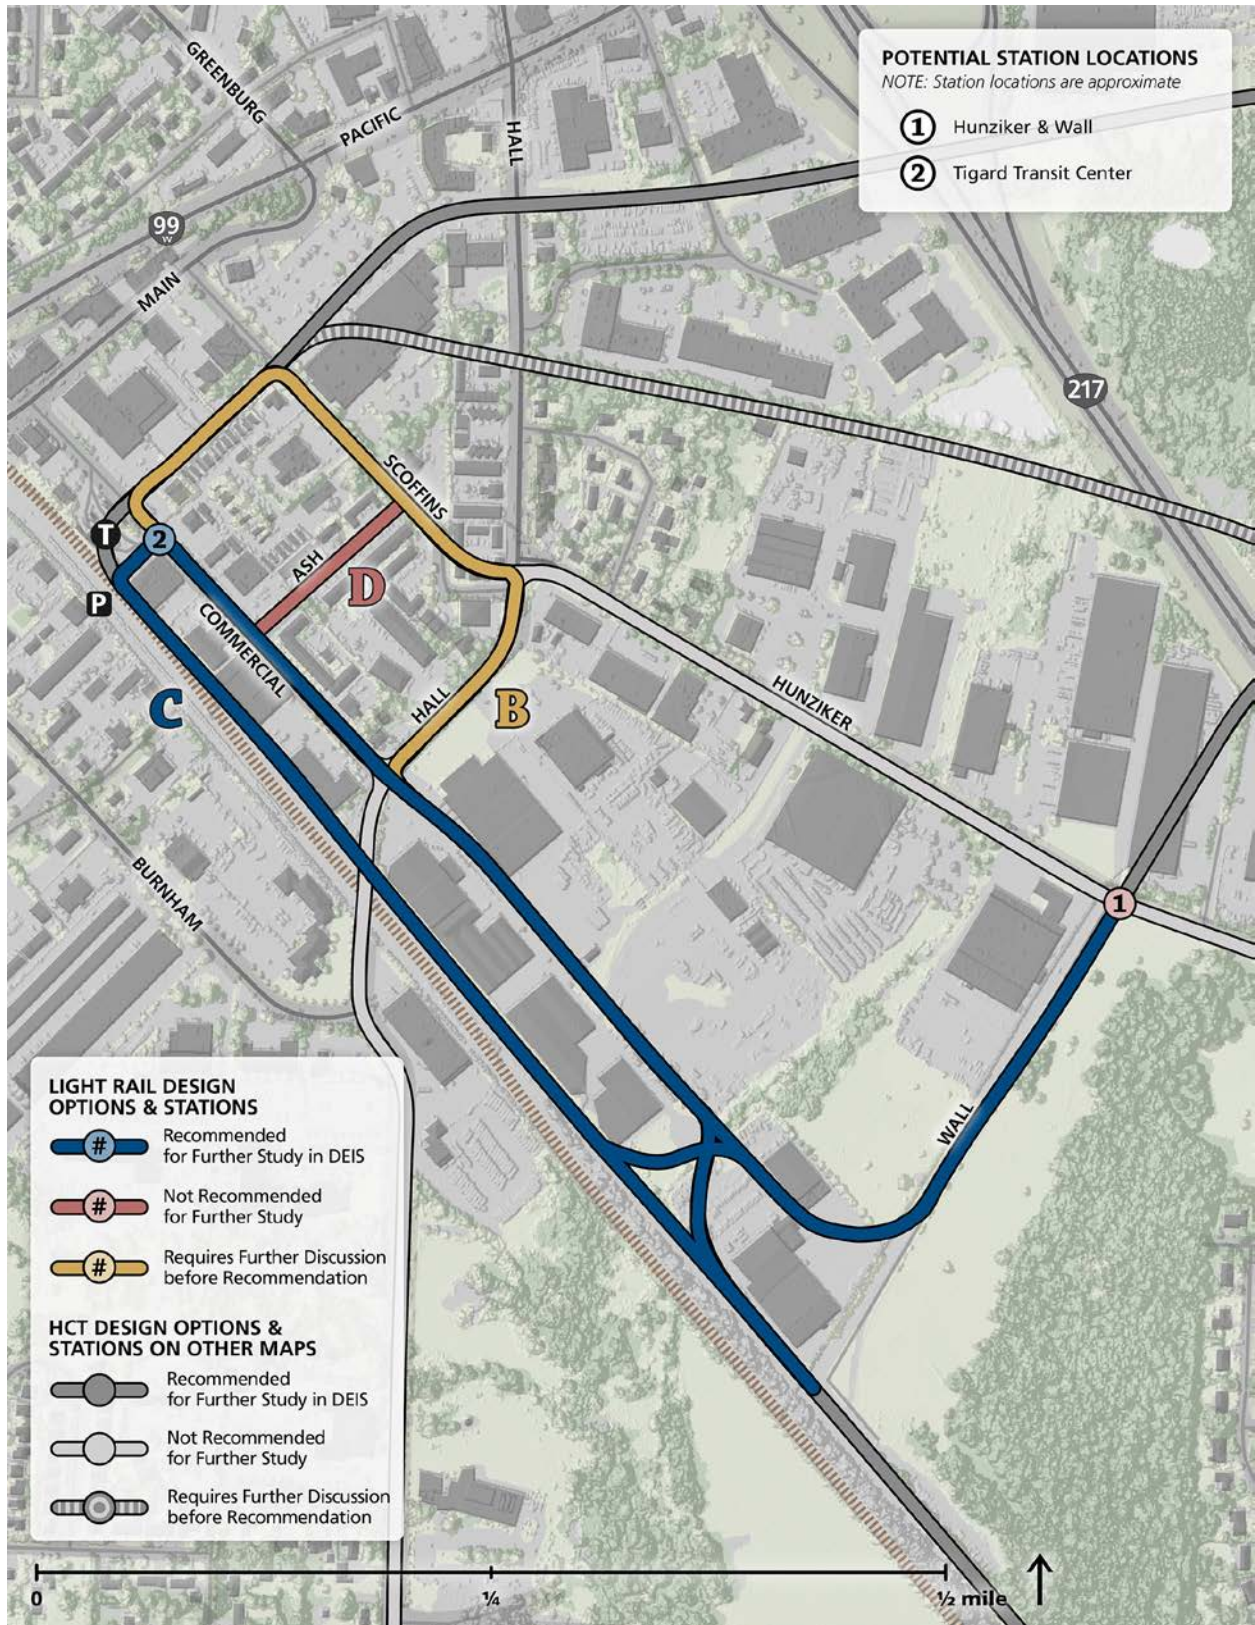 POTENTIAL STATION LOCATIONS
NOTE: Station locations are approximate
1 Hunziker & Wall
2 Tigard Transit Center
GREENBURG
PACIFIC
HALL
99
W
MAIN
217
SCOFFINS
T
2
ASH
D
P
COMMERCIAL
C
HALL
B
HUNZIKER
BURNHAM
1
WALL
LIGHT RAIL DESIGN
OPTIONS & STATIONS
# Recommended
for Further Study in DEIS
# Not Recommended
for Further Study
# Requires Further Discussion
before Recommendation
HCT DESIGN OPTIONS &
STATIONS ON OTHER MAPS
Recommended
for Further Study in DEIS
Not Recommended
for Further Study
Requires Further Discussion
before Recommendation
0 ¼ ½ mile